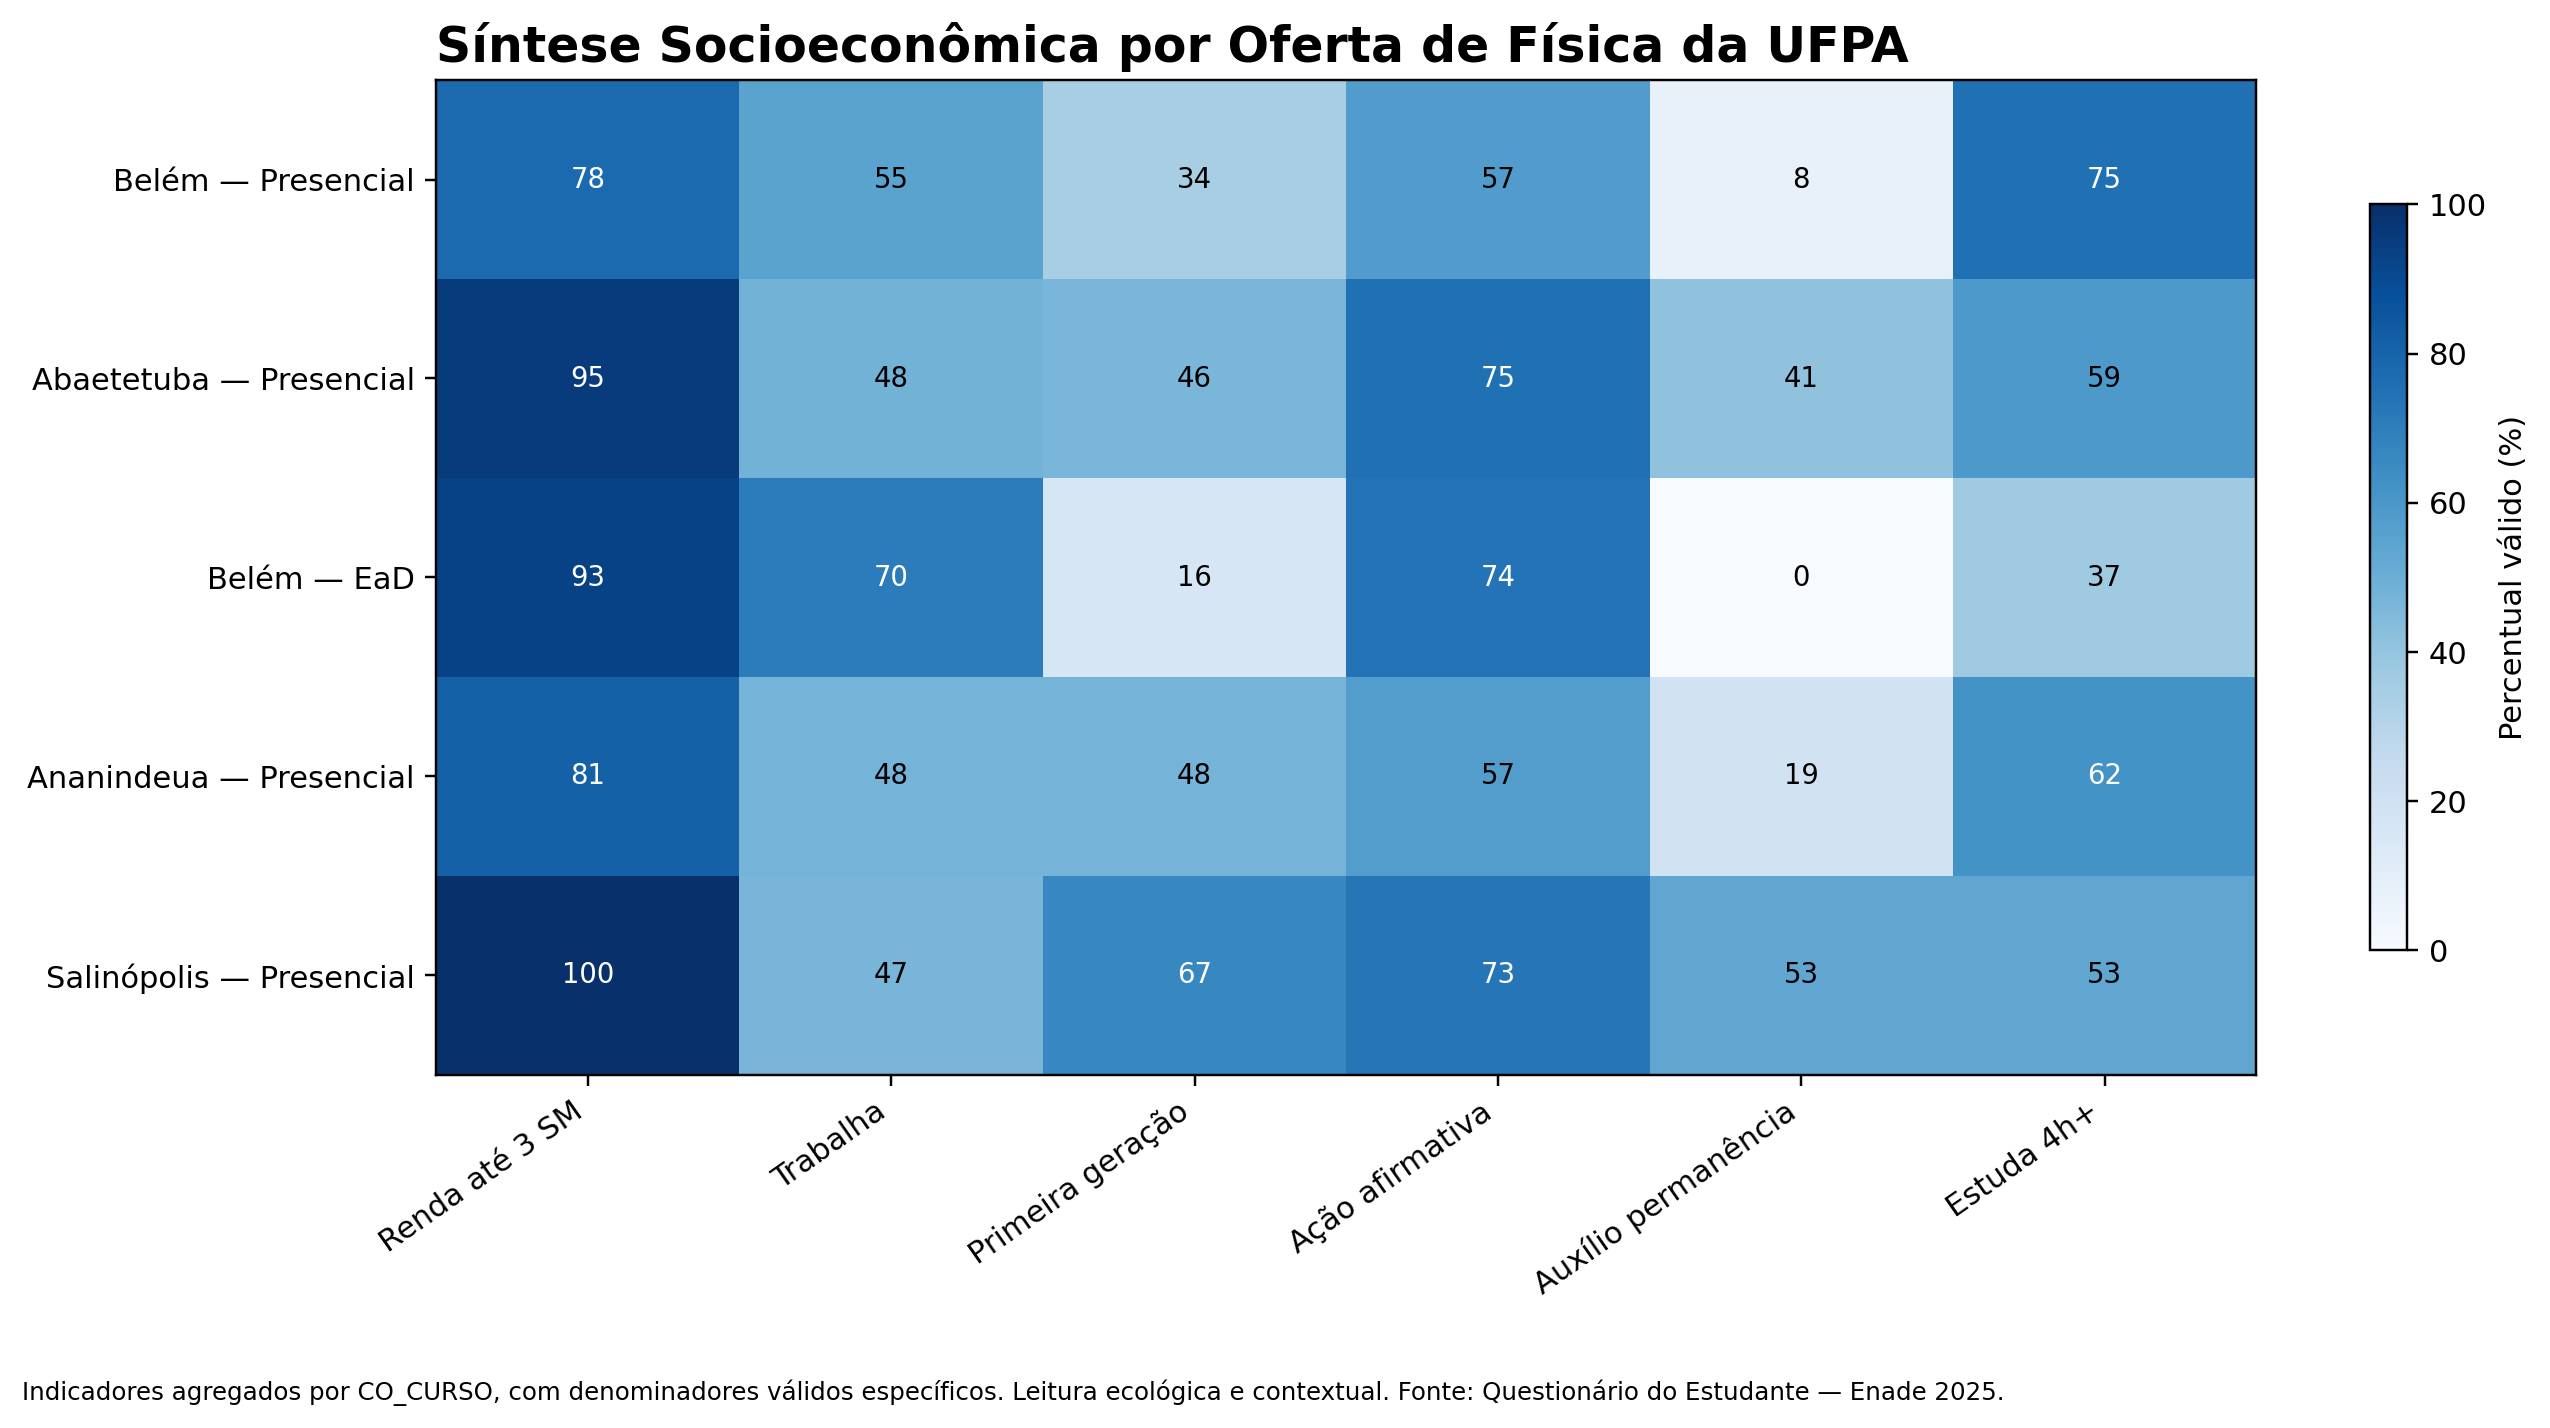 Síntese Socioeconômica por Oferta de Física da UFPA
Belém — Presencial 78 55 34 57 8 75
Abaetetuba — Presencial 95 48 46 75 41 59
Belém — EaD 93 70 16 74 0 37
Ananindeua — Presencial 81 48 48 57 19 62
Salinópolis — Presencial 100 47 67 73 53 53
Renda até 3 SM
Trabalha
Primeira geração
Ação afirmativa
Auxílio permanência
Estuda 4h+
100
80
60
40
20
0
Percentual válido (%)
Indicadores agregados por CO_CURSO, com denominadores válidos específicos. Leitura ecológica e contextual. Fonte: Questionário do Estudante — Enade 2025.